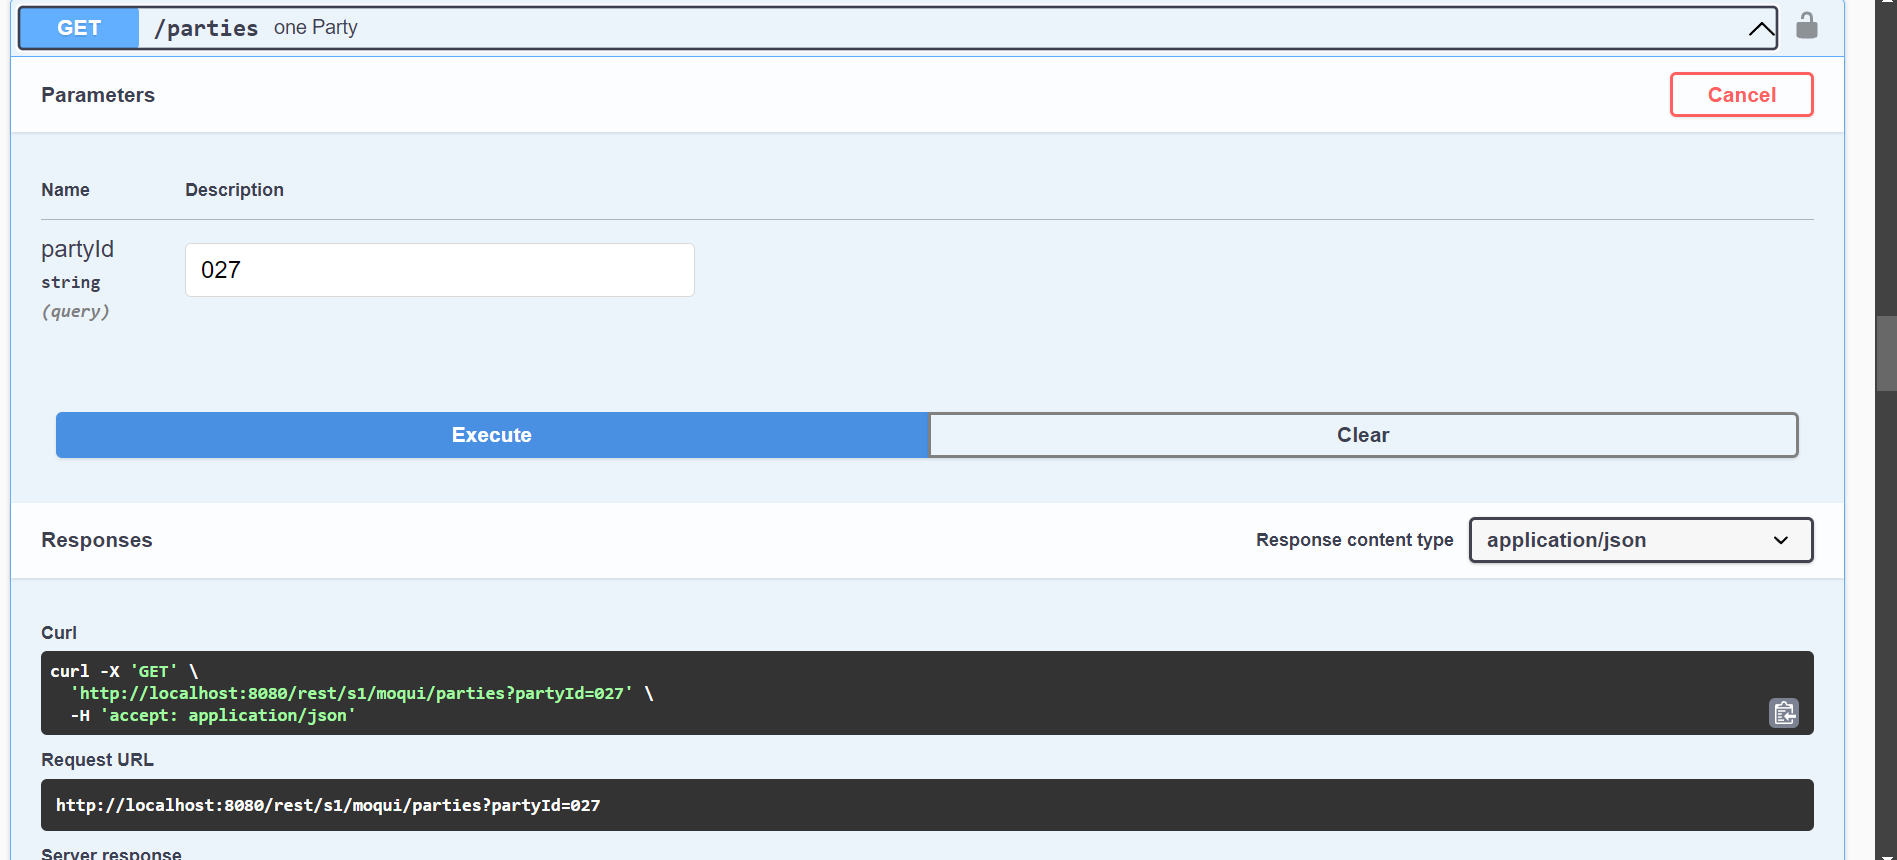 GET /parties one Party
Parameters
Cancel
Name Description
partyId
string
(query)
027
Execute Clear
Responses
Response content type application/json
Curl
curl -X 'GET' \
'http://localhost:8080/rest/s1/moqui/parties?partyId=027' \
-H 'accept: application/json'
Request URL
http://localhost:8080/rest/s1/moqui/parties?partyId=027
Server response